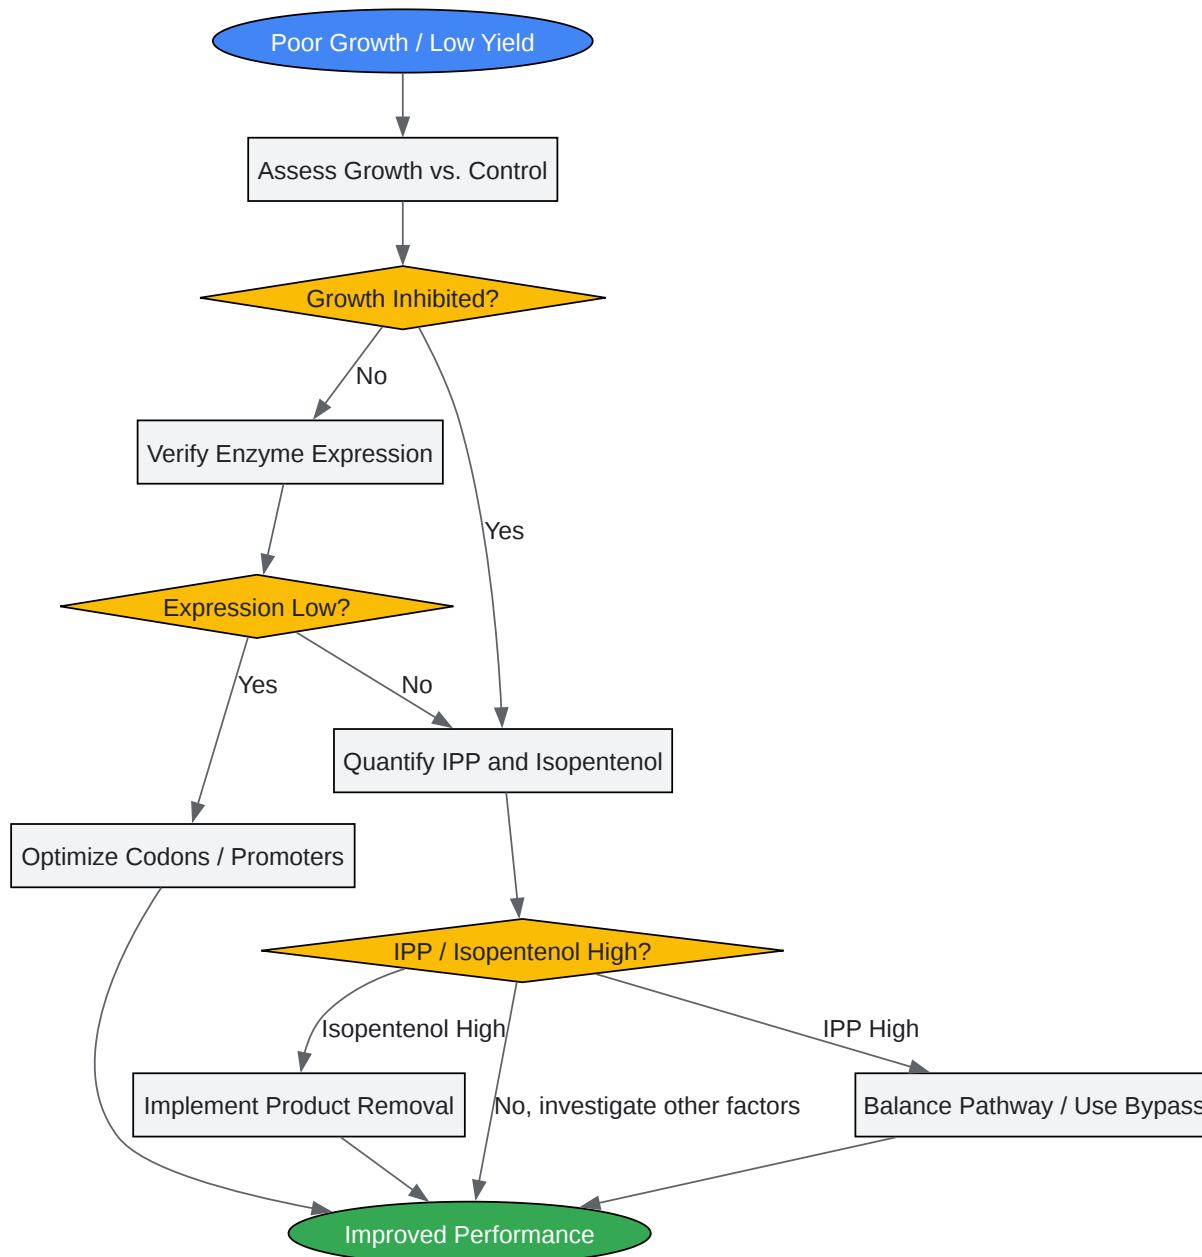 Poor Growth / Low Yield
Assess Growth vs. Control
Growth Inhibited?
No
Verify Enzyme Expression
Yes
Expression Low?
Yes
No
Quantify IPP and Isopentenol
Optimize Codons / Promoters
IPP / Isopentenol High?
Isopentenol High
IPP High
Implement Product Removal
No, investigate other factors
Balance Pathway / Use Bypass
Improved Performance